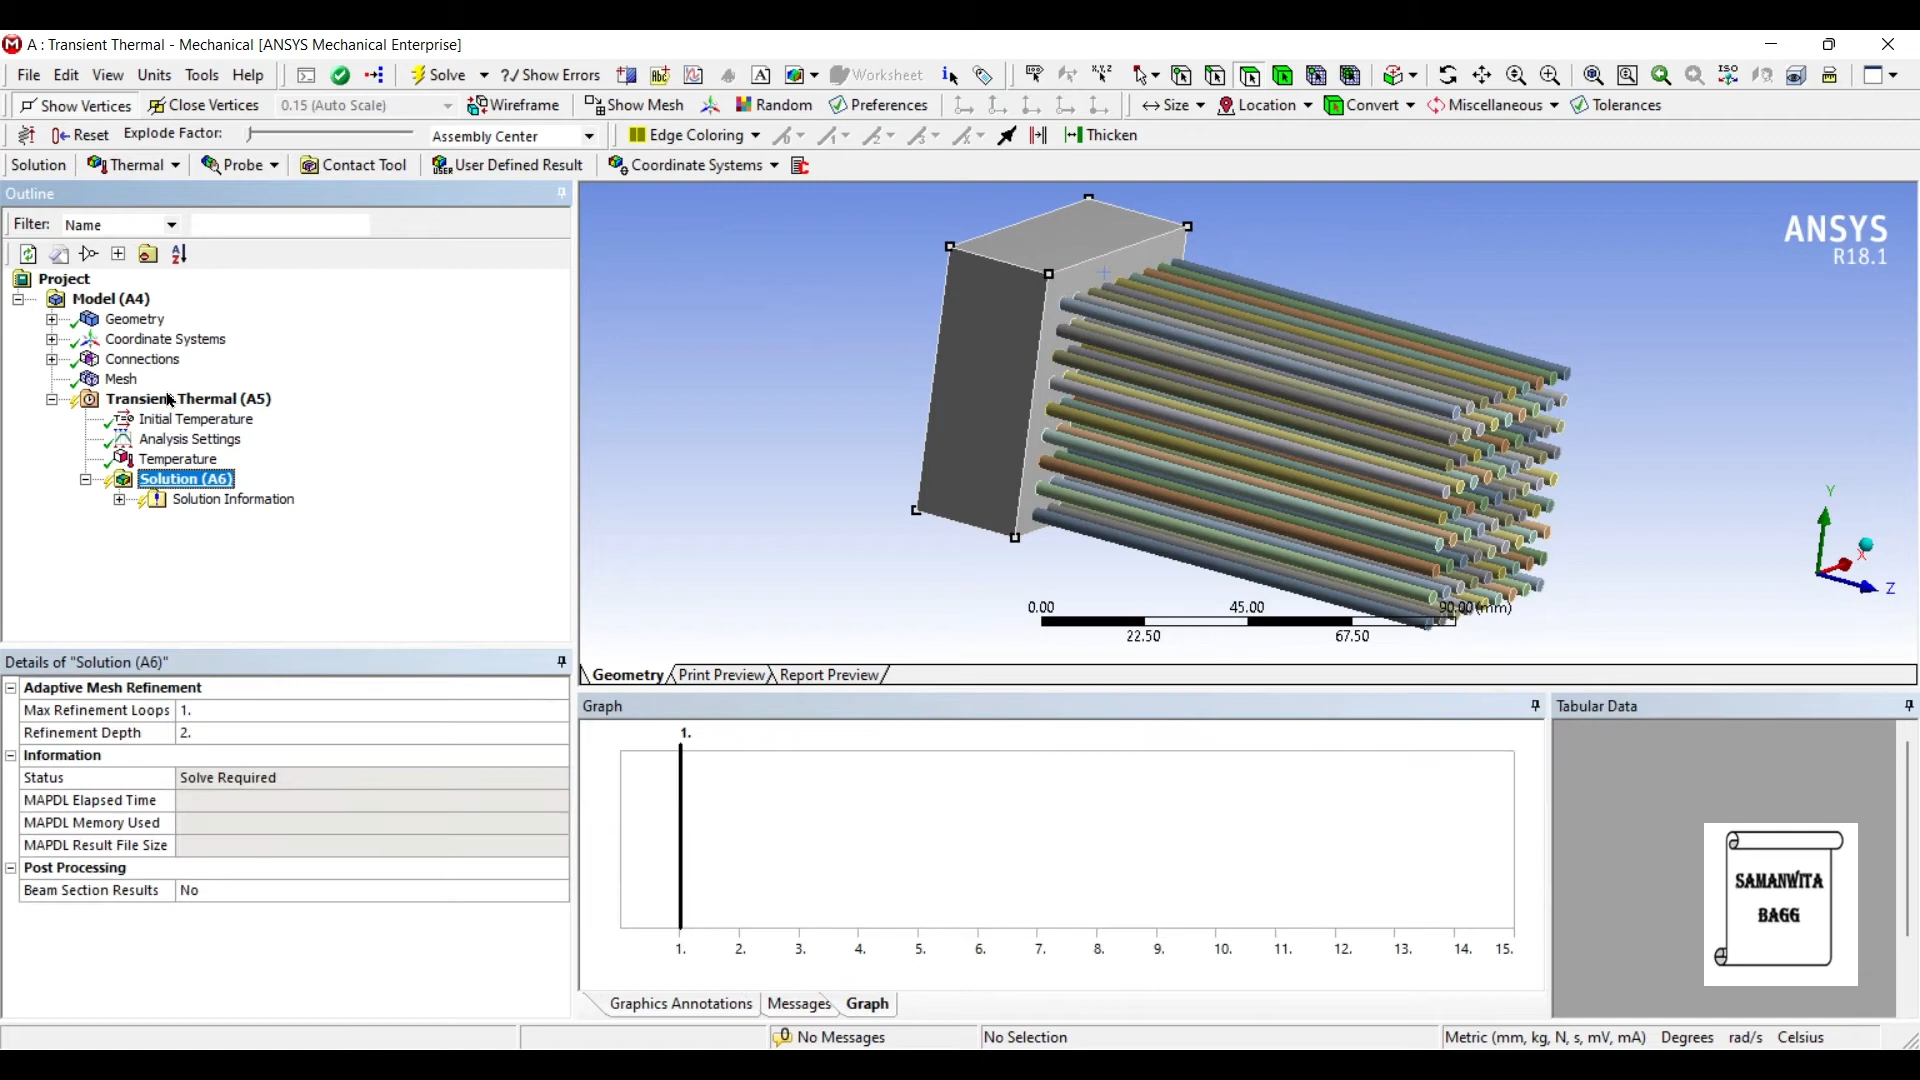 A : Transient Thermal - Mechanical [ANSYS Mechanical Enterprise]
File Edit View Units Tools Help Solve ?/ Show Errors Worksheet
Show Vertices Close Vertices 0.15 (Auto Scale) Wireframe Show Mesh Random Preferences Size Location Convert Miscellaneous Tolerances
Reset Explode Factor: Assembly Center Edge Coloring Thicken
Solution Thermal Probe Contact Tool User Defined Result Coordinate Systems
Outline
Filter: Name
Project
Model (A4)
Geometry
Coordinate Systems
Connections
Mesh
Transient Thermal (A5)
Initial Temperature
Analysis Settings
Temperature
Solution (A6)
Solution Information
ANSYS
R18.1
Y
X
Z
0.00 45.00 90.00 (mm)
22.50 67.50
Geometry Print Preview Report Preview
Details of "Solution (A6)"
Adaptive Mesh Refinement
Max Refinement Loops 1.
Refinement Depth 2.
Information
Status Solve Required
MAPDL Elapsed Time
MAPDL Memory Used
MAPDL Result File Size
Post Processing
Beam Section Results No
Graph
1.
1. 2. 3. 4. 5. 6. 7. 8. 9. 10. 11. 12. 13. 14. 15.
Tabular Data
SAMANWITA
BAGG
Graphics Annotations Messages Graph
0 No Messages No Selection Metric (mm, kg, N, s, mV, mA) Degrees rad/s Celsius